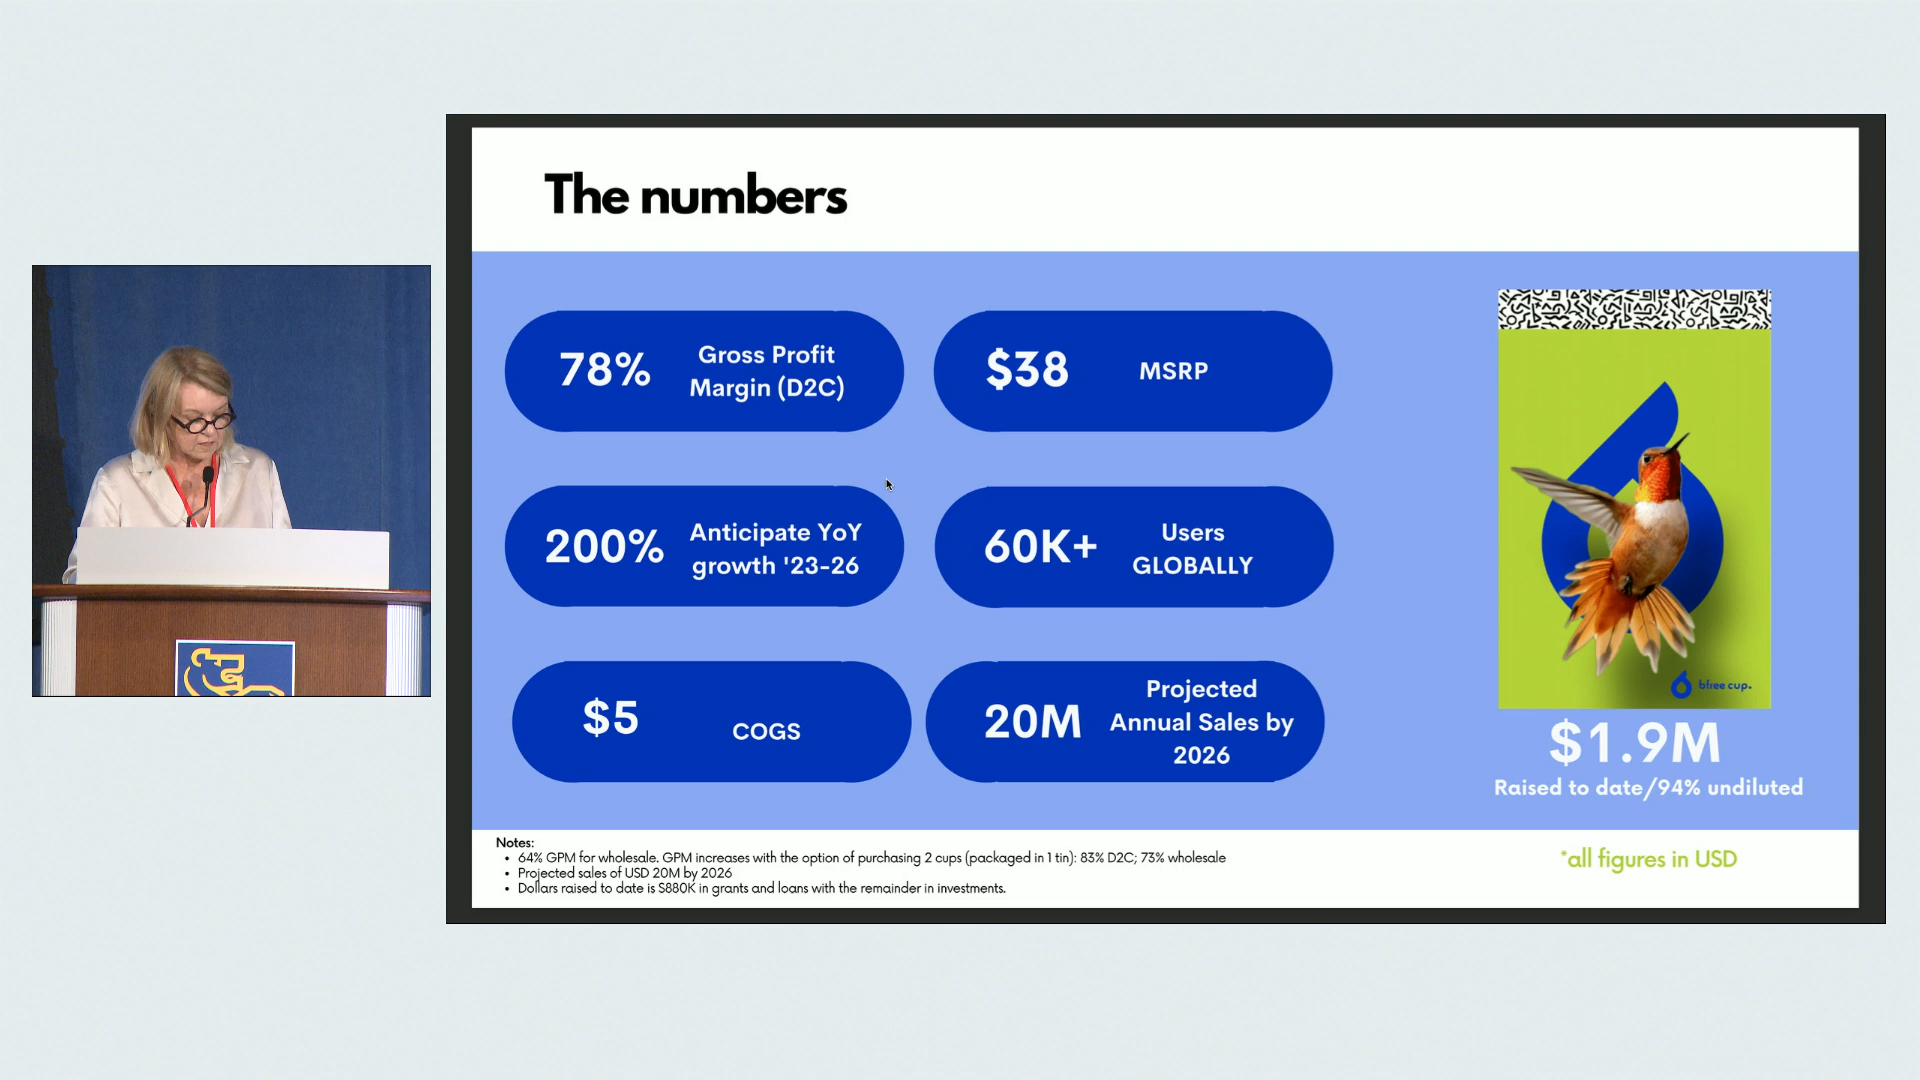 The numbers
78%
Gross Profit
Margin (D2C)
$38
MSRP
200%
Anticipate YoY
growth '23-26
60K+
Users
GLOBALLY
$5
COGS
20M
Projected
Annual Sales by
2026
bfree cup.
$1.9M
Raised to date/94% undiluted
Notes:
• 64% GPM for wholesale. GPM increases with the option of purchasing 2 cups (packaged in 1 tin): 83% D2C; 73% wholesale
• Projected sales of USD 20M by 2026
• Dollars raised to date is $880K in grants and loans with the remainder in investments.
*all figures in USD